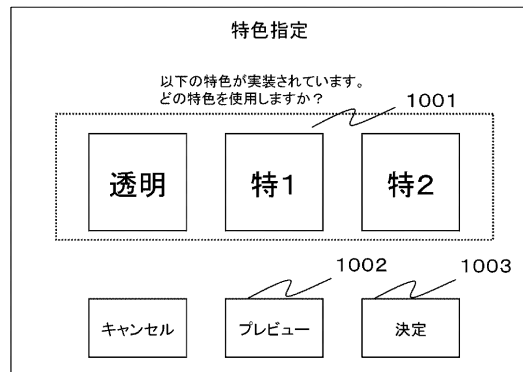 特色指定
以下の特色が実装されています。
どの特色を使用しますか？
1001
透明 特1 特2
1002 1003
キャンセル プレビュー 決定